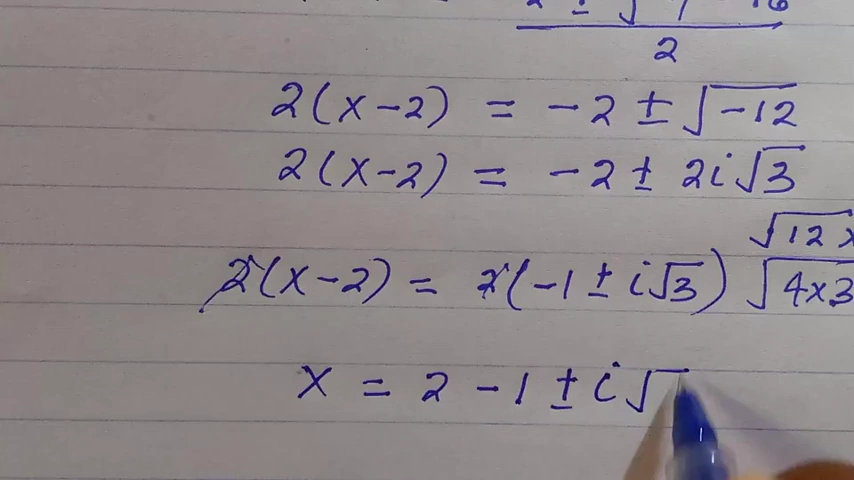 2
2(x-2) = -2 ± √-12
2(x-2) = -2 ± 2i√3
√12 x
2(x-2) = 2(-1 ± i√3) √4x3
x = 2 - 1 ± i√